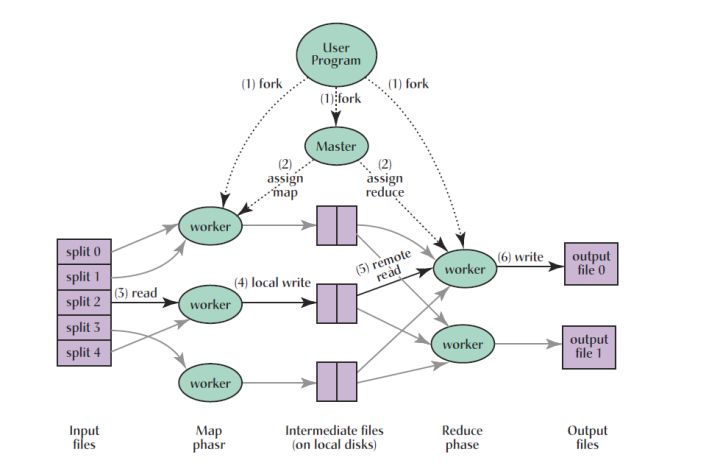 User
Program
(1) fork
(1) fork
(1) fork
Master
(2)
assign
map
(2)
assign
reduce
worker
split 0
split 1
split 2
split 3
split 4
(3) read
worker
(4) local write
(5) remote
read
worker
(6) write
output
file 0
worker
output
file 1
worker
Input
files
Map
phasr
Intermediate files
(on local disks)
Reduce
phase
Output
files